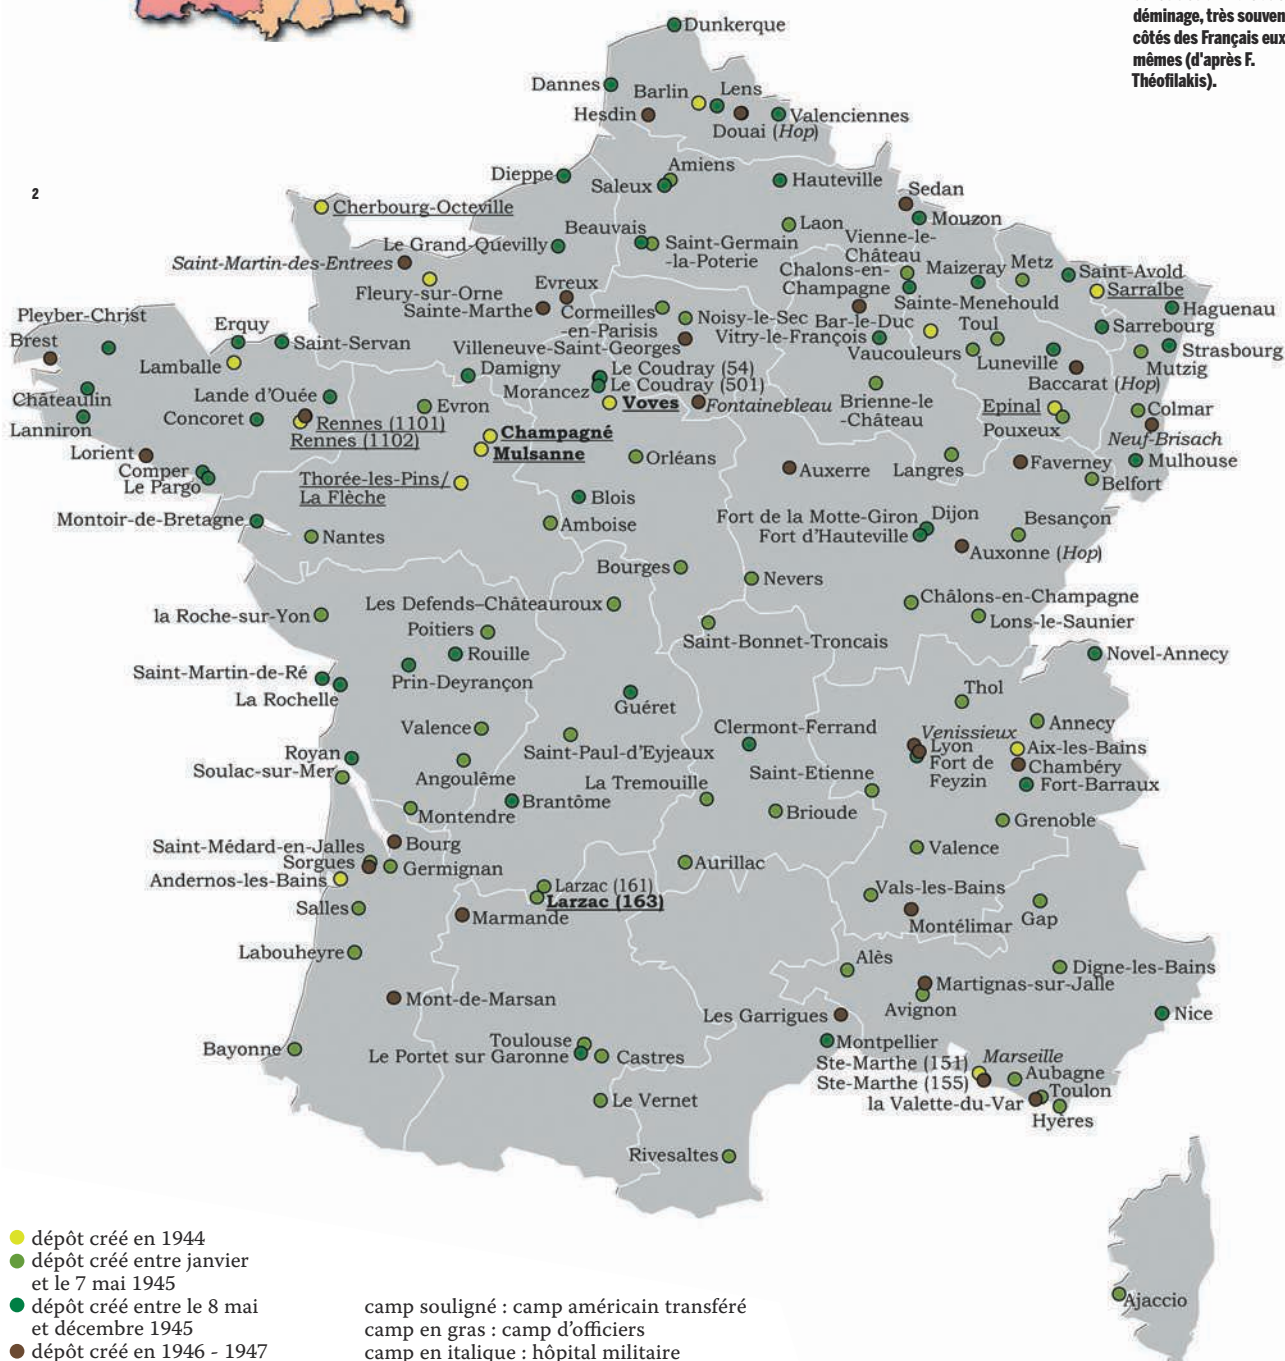 déminage, très souven
côtés des Français eux
mêmes (d'après F.
Théofilakis).
2
Dunkerque
Dannes
Barlin
Lens
Hesdin
Valenciennes
Douai (Hop)
Dieppe
Amiens
Saleux
Hauteville
Sedan
Mouzon
Cherbourg-Octeville
Laon
Beauvais
Le Grand-Quevilly
Saint-Germain
-la-Poterie
Vienne-le-
Château
Saint-Martin-des-Entrees
Chalons-en-
Champagne
Maizeray
Metz
Saint-Avold
Sarralbe
Fleury-sur-Orne
Evreux
Sainte-Marthe
Cormeilles
-en-Parisis
Sainte-Menehould
Haguenau
Pleyber-Christ
Erquy
Saint-Servan
Noisy-le-Sec
Bar-le-Duc
Toul
Sarrebourg
Brest
Villeneuve-Saint-Georges
Vitry-le-François
Vaucouleurs
Luneville
Strasbourg
Mutzig
Lamballe
Damigny
Le Coudray (54)
Morancez
Le Coudray (501)
Baccarat (Hop)
Châteaulin
Lande d'Ouée
Voves
Fontainebleau
Brienne-le
-Château
Epinal
Colmar
Lanniron
Concoret
Evron
Rennes (1101)
Rennes (1102)
Pouxeux
Neuf-Brisach
Champagné
Mulsanne
Lorient
Orléans
Auxerre
Langres
Faverney
Mulhouse
Comper
Le Pargo
Thorée-les-Pins/
La Flèche
Belfort
Blois
Montoir-de-Bretagne
Amboise
Fort de la Motte-Giron
Dijon
Besançon
Nantes
Fort d'Hauteville
Auxonne (Hop)
Bourges
Nevers
la Roche-sur-Yon
Les Defends–Châteauroux
Châlons-en-Champagne
Poitiers
Lons-le-Saunier
Saint-Bonnet-Troncais
Rouille
Novel-Annecy
Saint-Martin-de-Ré
Prin-Deyrançon
La Rochelle
Guéret
Thol
Valence
Clermont-Ferrand
Annecy
Venissieux
Royan
Saint-Paul-d'Eyjeaux
Lyon
Aix-les-Bains
Soulac-sur-Mer
Angoulême
La Tremouille
Saint-Etienne
Fort de
Feyzin
Chambéry
Fort-Barraux
Brantôme
Montendre
Brioude
Grenoble
Saint-Médard-en-Jalles
Bourg
Valence
Sorgues
Germignan
Aurillac
Andernos-les-Bains
Larzac (161)
Larzac (163)
Vals-les-Bains
Salles
Marmande
Montélimar
Gap
Labouheyre
Alès
Digne-les-Bains
Martignas-sur-Jalle
Mont-de-Marsan
Avignon
Les Garrigues
Nice
Bayonne
Toulouse
Montpellier
Le Portet sur Garonne
Castres
Ste-Marthe (151)
Marseille
Ste-Marthe (155)
Aubagne
la Valette-du-Var
Toulon
Le Vernet
Hyères
Rivesaltes
Ajaccio
dépôt créé en 1944
dépôt créé entre janvier
et le 7 mai 1945
dépôt créé entre le 8 mai
et décembre 1945
dépôt créé en 1946 - 1947
camp souligné : camp américain transféré
camp en gras : camp d'officiers
camp en italique : hôpital militaire